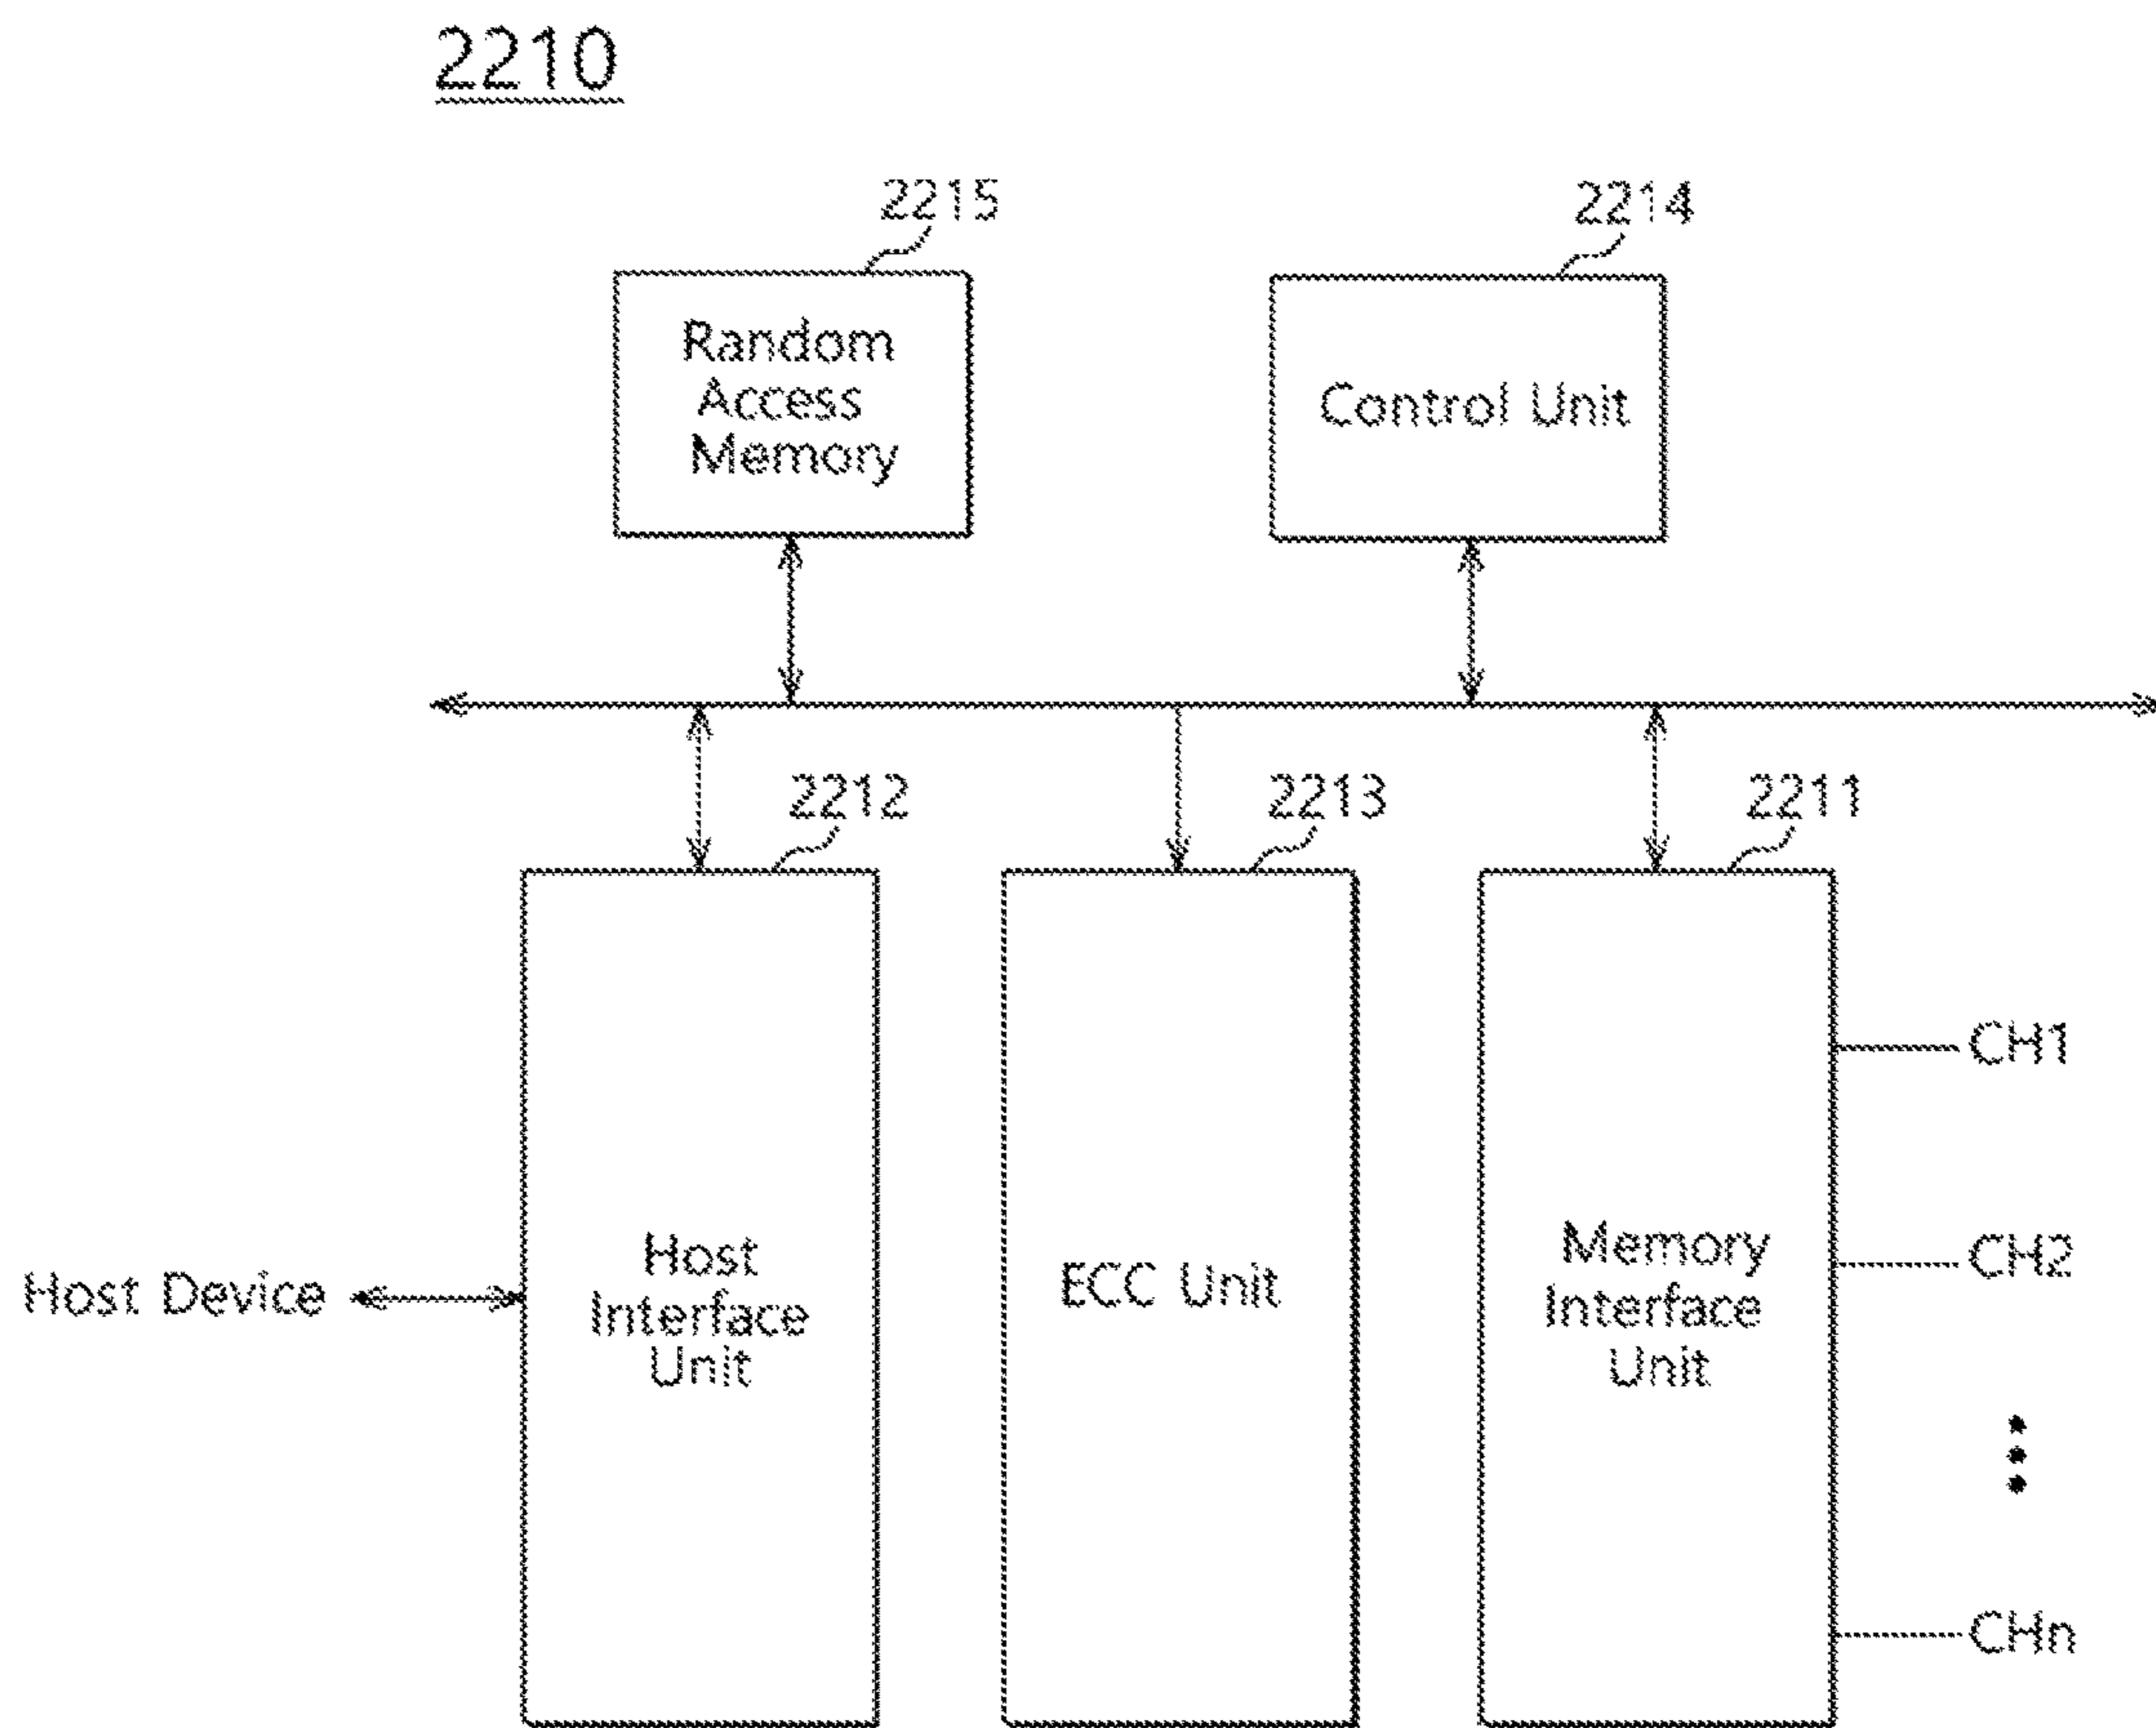 2210
2215
2214
Random
Access
Memory
Control Unit
2212
2213
2211
CH1
CH2
Host Device
Host
Interface
Unit
ECC Unit
Memory
Interface
Unit
CHn